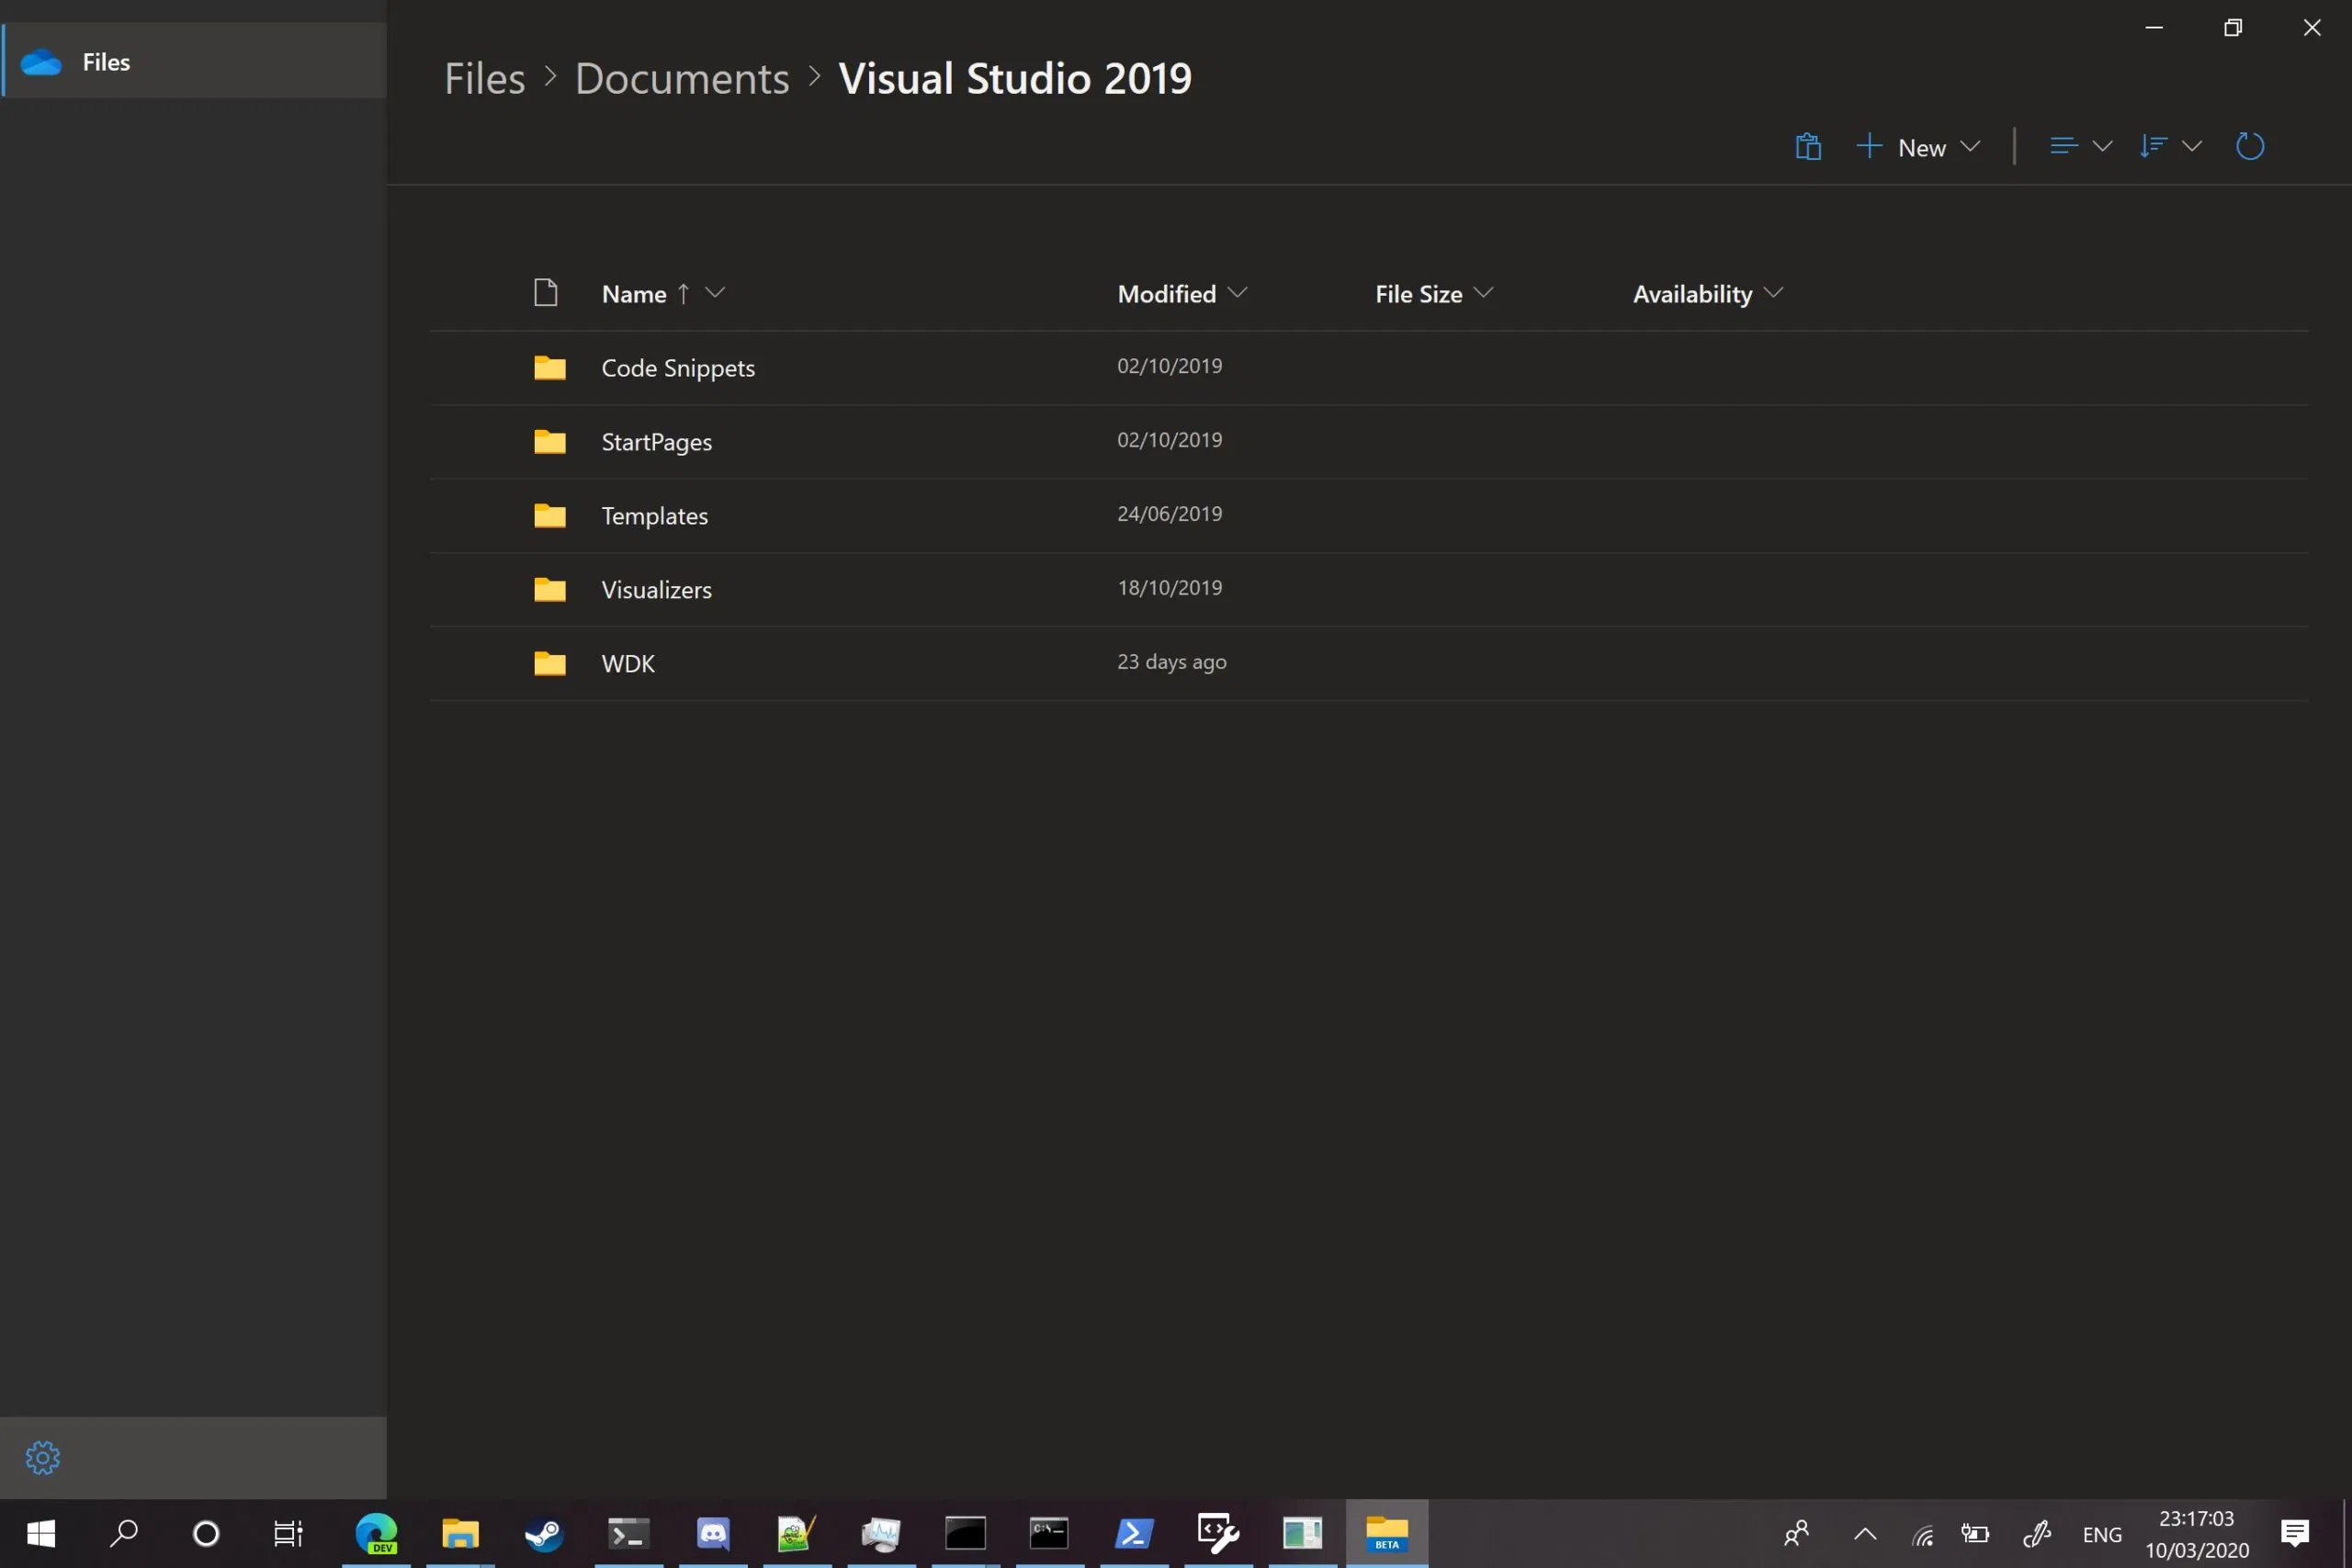 Files
Files > Documents > Visual Studio 2019
New
Name Modified File Size Availability
Code Snippets 02/10/2019
StartPages 02/10/2019
Templates 24/06/2019
Visualizers 18/10/2019
WDK 23 days ago
DEV
C:\
BETA
ENG
23:17:03
10/03/2020